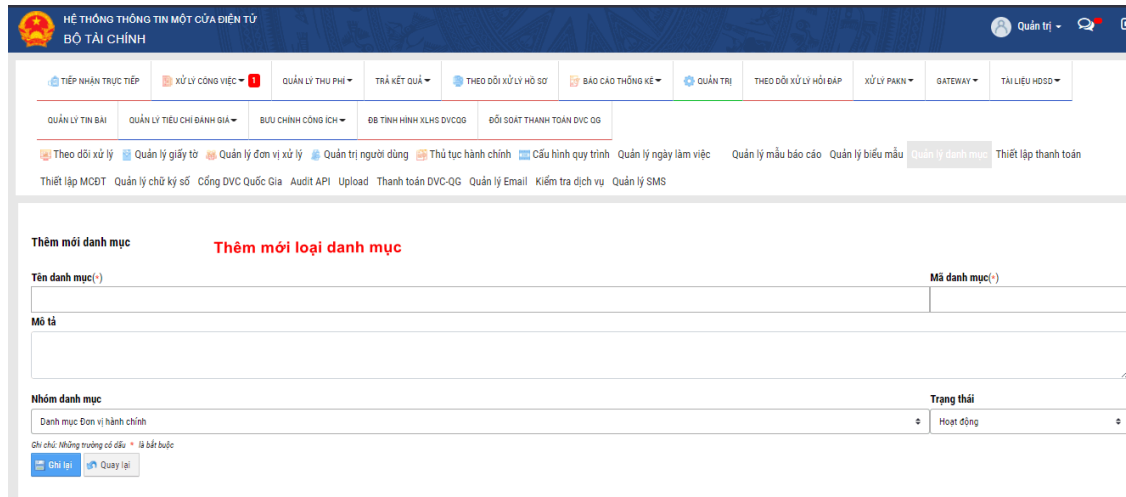 HỆ THỐNG THÔNG TIN MỘT CỬA ĐIỆN TỬ
BỘ TÀI CHÍNH
Quản trị
TIẾP NHẬN TRỰC TIẾP XỬ LÝ CÔNG VIỆC 1 QUẢN LÝ THU PHÍ TRẢ KẾT QUẢ THEO DÕI XỬ LÝ HỒ SƠ BÁO CÁO THỐNG KÊ QUẢN TRỊ THEO DÕI XỬ LÝ HỎI ĐÁP XỬ LÝ PAKN GATEWAY TÀI LIỆU HDSD
QUẢN LÝ TIN BÀI QUẢN LÝ TIÊU CHÍ ĐÁNH GIÁ BƯU CHÍNH CÔNG ÍCH ĐB TÌNH HÌNH XLHS DVCQG ĐỐI SOÁT THANH TOÁN DVC QG
Theo dõi xử lý Quản lý giấy tờ Quản lý đơn vị xử lý Quản trị người dùng Thủ tục hành chính Cấu hình quy trình Quản lý ngày làm việc Quản lý mẫu báo cáo Quản lý biểu mẫu Quản lý danh mục Thiết lập thanh toán
Thiết lập MCĐT Quản lý chữ ký số Cổng DVC Quốc Gia Audit API Upload Thanh toán DVC-QG Quản lý Email Kiểm tra dịch vụ Quản lý SMS
Thêm mới danh mục Thêm mới loại danh mục
Tên danh mục(*) Mã danh mục(*)
Mô tả
Nhóm danh mục Trạng thái
Danh mục Đơn vị hành chính Hoạt động
Ghi chú: Những trường có dấu * là bắt buộc
Ghi lại Quay lại